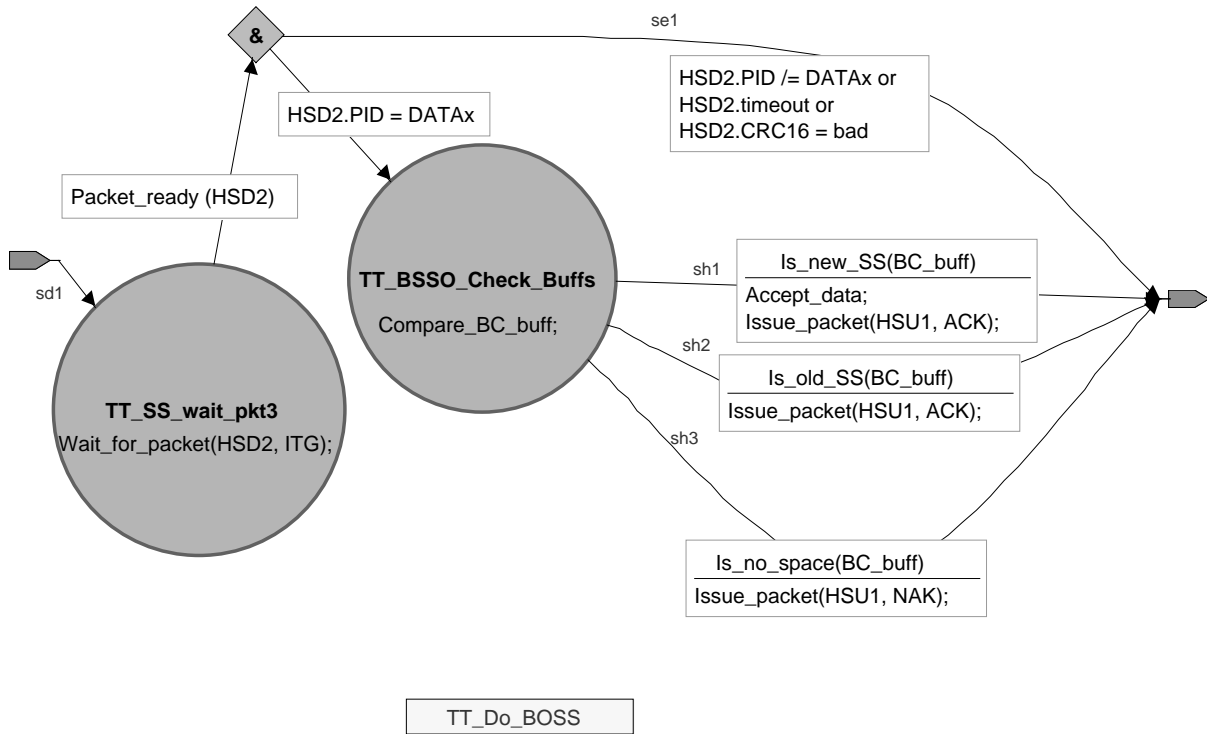 se1
&
HSD2.PID /= DATAx or
HSD2.timeout or
HSD2.CRC16 = bad
HSD2.PID = DATAx
Packet_ready (HSD2)
sd1
TT_SS_wait_pkt3
Wait_for_packet(HSD2, ITG);
TT_BSSO_Check_Buffs
Compare_BC_buff;
sh1
Is_new_SS(BC_buff)
Accept_data;
Issue_packet(HSU1, ACK);
sh2
Is_old_SS(BC_buff)
Issue_packet(HSU1, ACK);
sh3
Is_no_space(BC_buff)
Issue_packet(HSU1, NAK);
TT_Do_BOSS